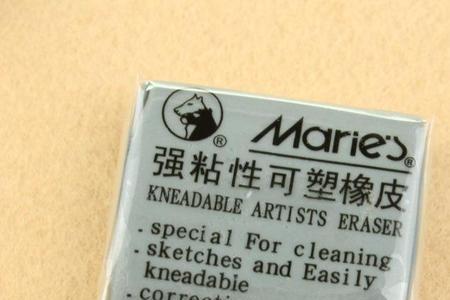 ® Marie's®
强粘性可塑橡皮
KNEADABLE ARTISTS ERASER
. special For cleaning
. sketches and Easily
kneadable